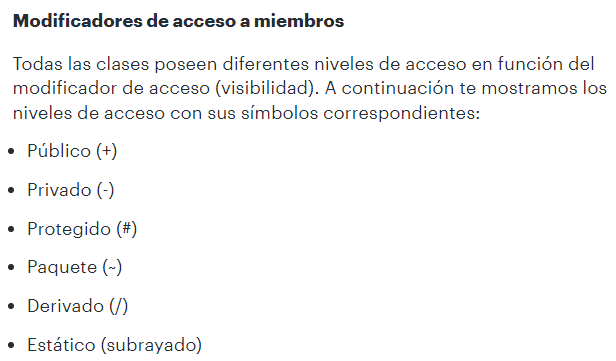 Modificadores de acceso a miembros
Todas las clases poseen diferentes niveles de acceso en función del
modificador de acceso (visibilidad). A continuación te mostramos los
niveles de acceso con sus símbolos correspondientes:
• Público (+)
• Privado (-)
• Protegido (#)
• Paquete (~)
• Derivado (/)
• Estático (subrayado)